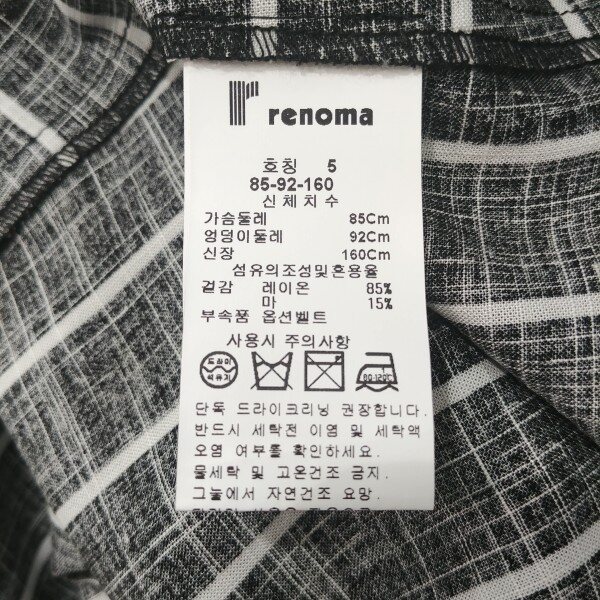 renoma
호칭 5
85-92-160
신체치수
가슴둘레 85Cm
엉덩이둘레 92Cm
신장 160Cm
섬유의조성및혼용율
겉감 레이온 85%
마 15%
부속품 옵션벨트
사용시 주의사항
드라이
석유계
80-120℃
단독 드라이크리닝 권장합니다.
반드시 세탁전 이염 및 세탁액
오염 여부를 확인하세요.
물세탁 및 고온건조 금지.
그늘에서 자연건조 요망.